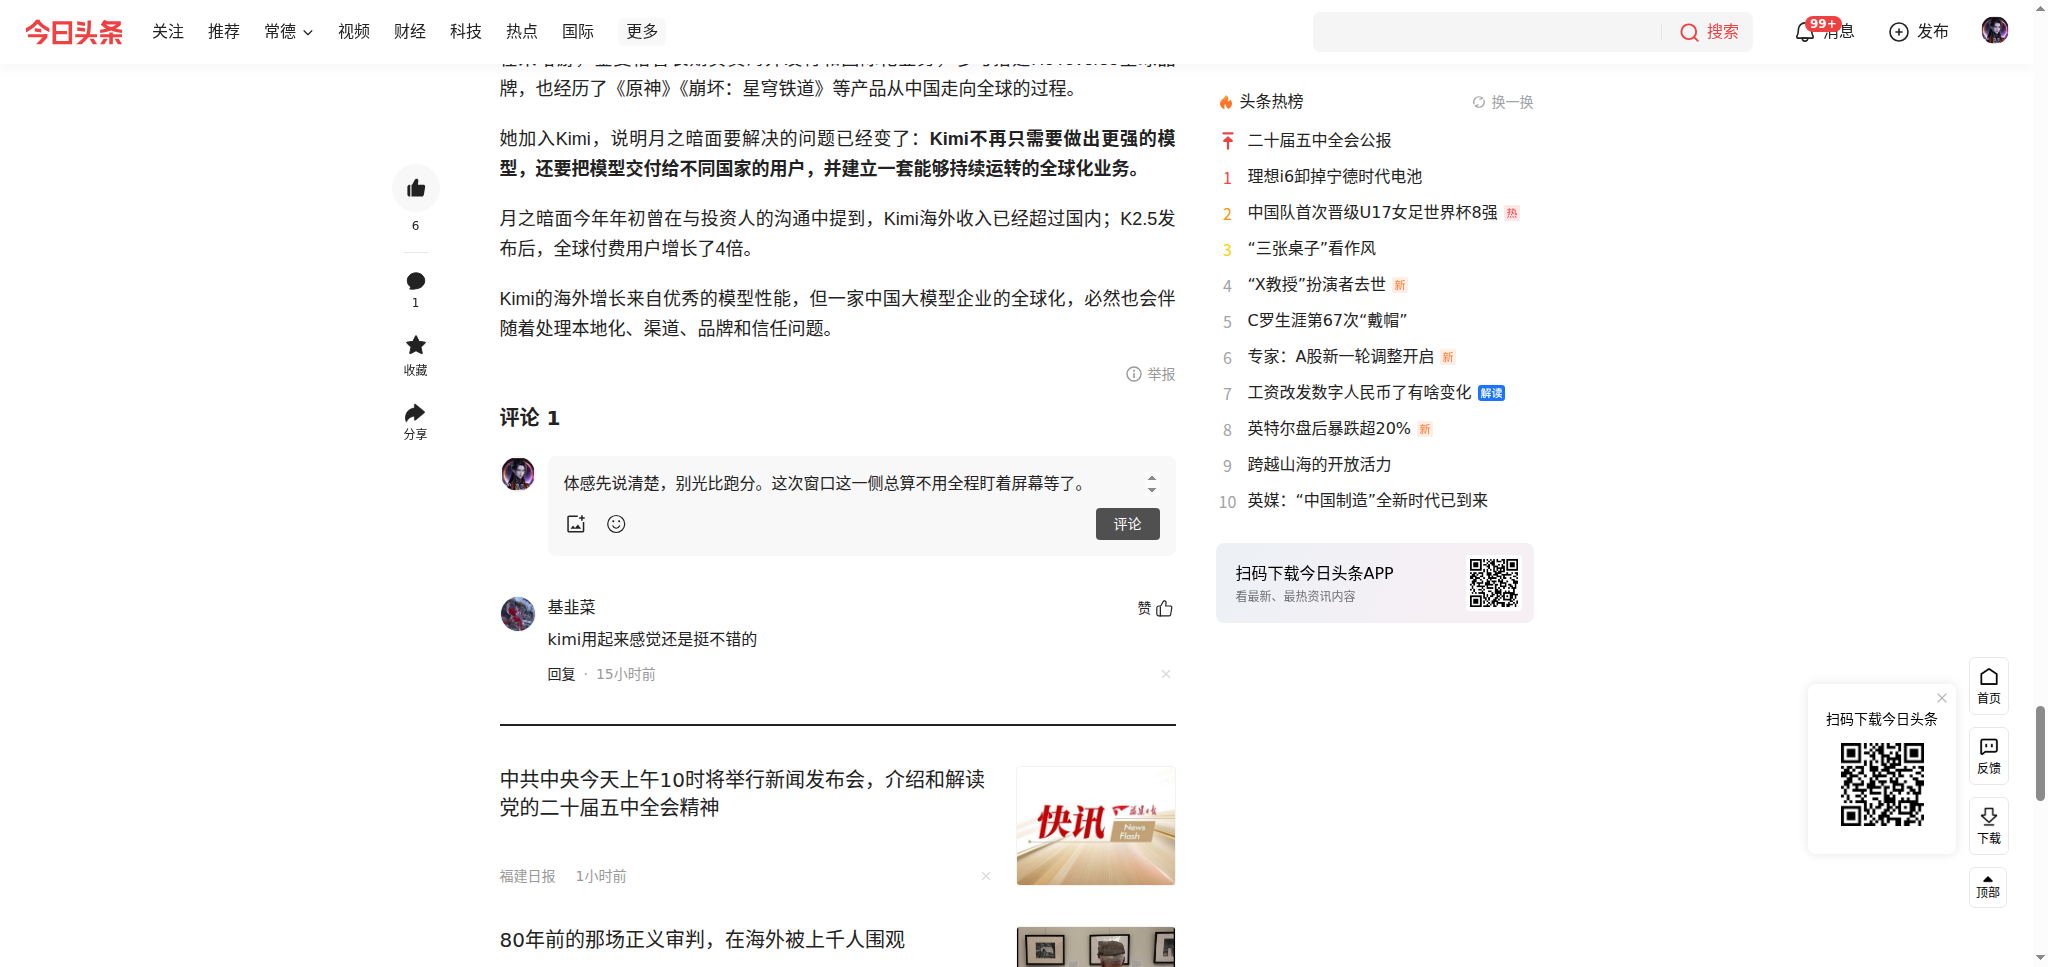 今日头条
关注 推荐 常德 视频 财经 科技 热点 国际 更多
搜索
99+
消息
发布
牌，也经历了《原神》《崩坏：星穹铁道》等产品从中国走向全球的过程。
她加入Kimi，说明月之暗面要解决的问题已经变了：Kimi不再只需要做出更强的模
型，还要把模型交付给不同国家的用户，并建立一套能够持续运转的全球化业务。
月之暗面今年年初曾在与投资人的沟通中提到，Kimi海外收入已经超过国内；K2.5发
布后，全球付费用户增长了4倍。
Kimi的海外增长来自优秀的模型性能，但一家中国大模型企业的全球化，必然也会伴
随着处理本地化、渠道、品牌和信任问题。
举报
6
1
收藏
分享
评论 1
体感先说清楚，别光比跑分。这次窗口这一侧总算不用全程盯着屏幕等了。
评论
基韭菜
赞
kimi用起来感觉还是挺不错的
回复 · 15小时前
中共中央今天上午10时将举行新闻发布会，介绍和解读
党的二十届五中全会精神
福建日报 1小时前
快讯
福建日报
News
Flash
80年前的那场正义审判，在海外被上千人围观
头条热榜
换一换
二十届五中全会公报
1 理想i6卸掉宁德时代电池
2 中国队首次晋级U17女足世界杯8强 热
3 “三张桌子”看作风
4 “X教授”扮演者去世 新
5 C罗生涯第67次“戴帽”
6 专家：A股新一轮调整开启 新
7 工资改发数字人民币了有啥变化 解读
8 英特尔盘后暴跌超20% 新
9 跨越山海的开放活力
10 英媒：“中国制造”全新时代已到来
扫码下载今日头条APP
看最新、最热资讯内容
扫码下载今日头条
首页
反馈
下载
顶部